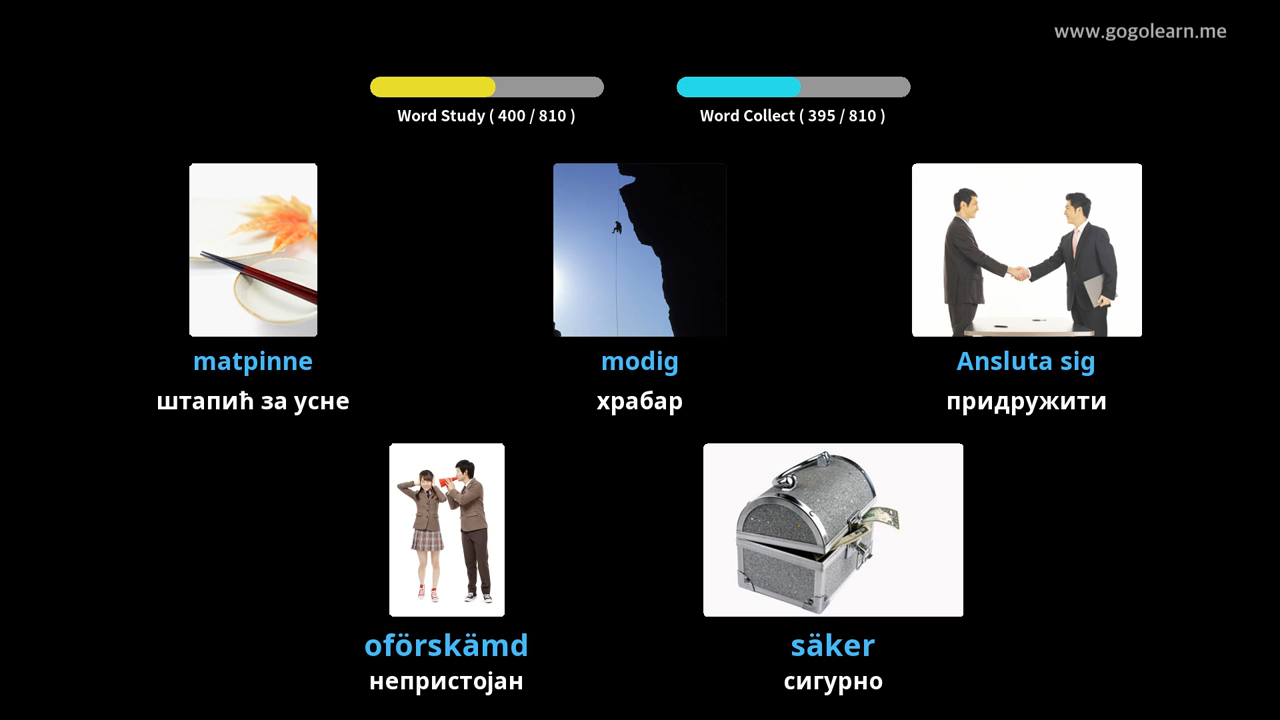 www.gogolearn.me
Word Study ( 400 / 810 )
Word Collect ( 395 / 810 )
matpinne
modig
Ansluta sig
штапић за усне
храбар
придружити
oförskämd
säker
непристојан
сигурно